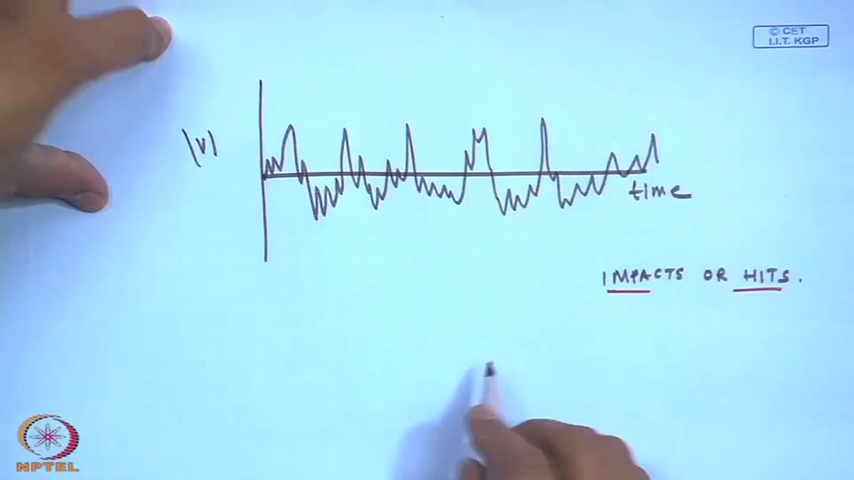 © CET
I.I.T. KGP
|v|
time
IMPACTS OR HITS.
NPTEL